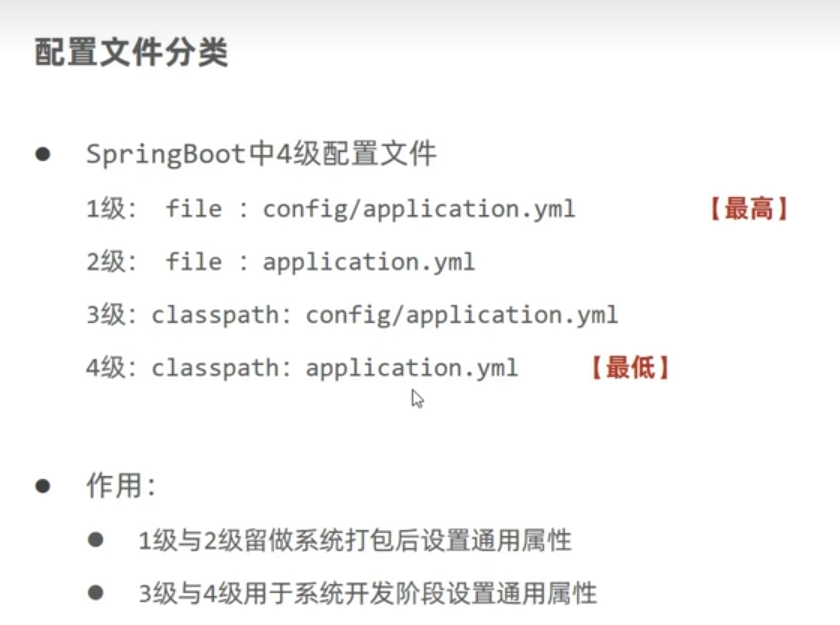 配置文件分类
SpringBoot中4级配置文件
1级: file : config/application.yml 【最高】
2级: file : application.yml
3级: classpath: config/application.yml
4级: classpath: application.yml 【最低】
作用:
1级与2级留做系统打包后设置通用属性
3级与4级用于系统开发阶段设置通用属性